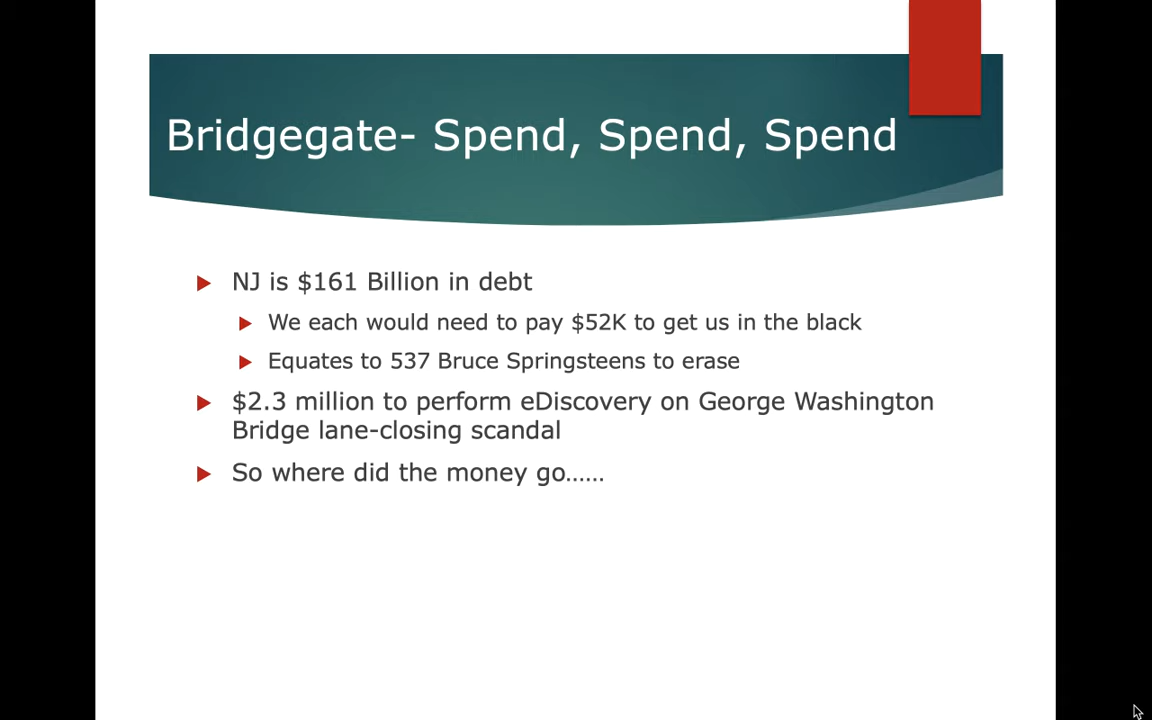 Bridgegate- Spend, Spend, Spend
NJ is $161 Billion in debt
We each would need to pay $52K to get us in the black
Equates to 537 Bruce Springsteens to erase
$2.3 million to perform eDiscovery on George Washington
Bridge lane-closing scandal
So where did the money go……